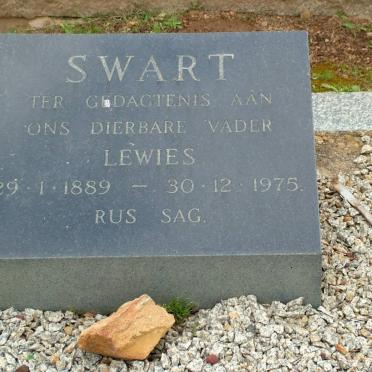 SWART
TER GEDAGTENIS AAN
ONS DIERBARE VADER
LEWIES
29·1·1889 — 30·12·1975.
RUS SAG.